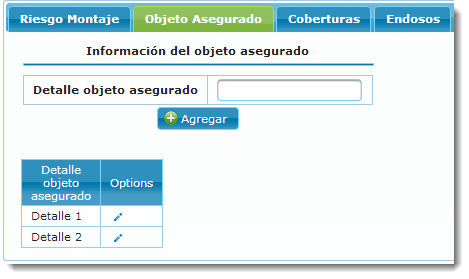 Riesgo Montaje Objeto Asegurado Coberturas Endosos
Información del objeto asegurado
Detalle objeto asegurado
Agregar
Detalle objeto asegurado Options
Detalle 1
Detalle 2